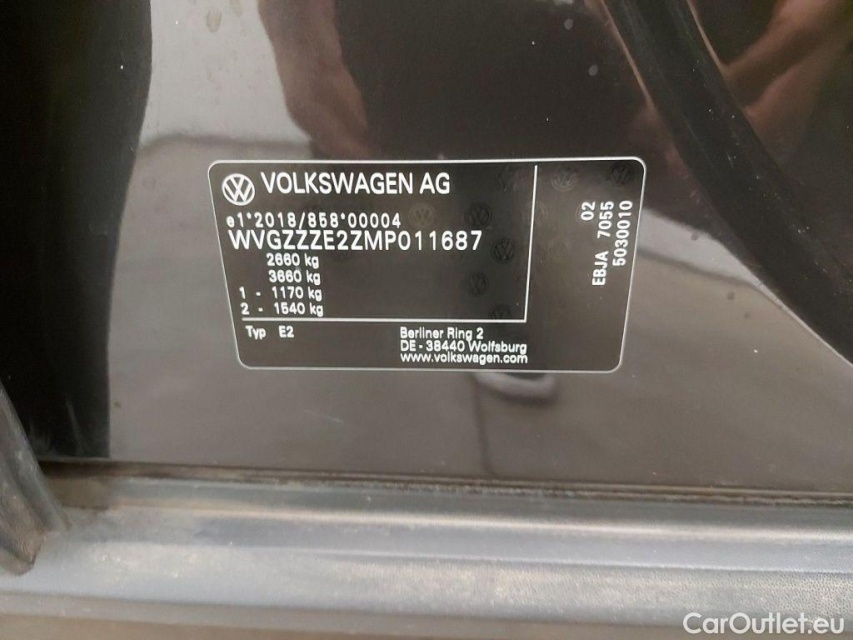 VOLKSWAGEN AG
e1*2018/858*00004
WVGZZZE2ZMP011687
2660 kg
3660 kg
1 - 1170 kg
2 - 1540 kg
Typ E2
Berliner Ring 2
DE - 38440 Wolfsburg
www.volkswagen.com
02
EBJA 7055
5030010
CarOutlet.eu